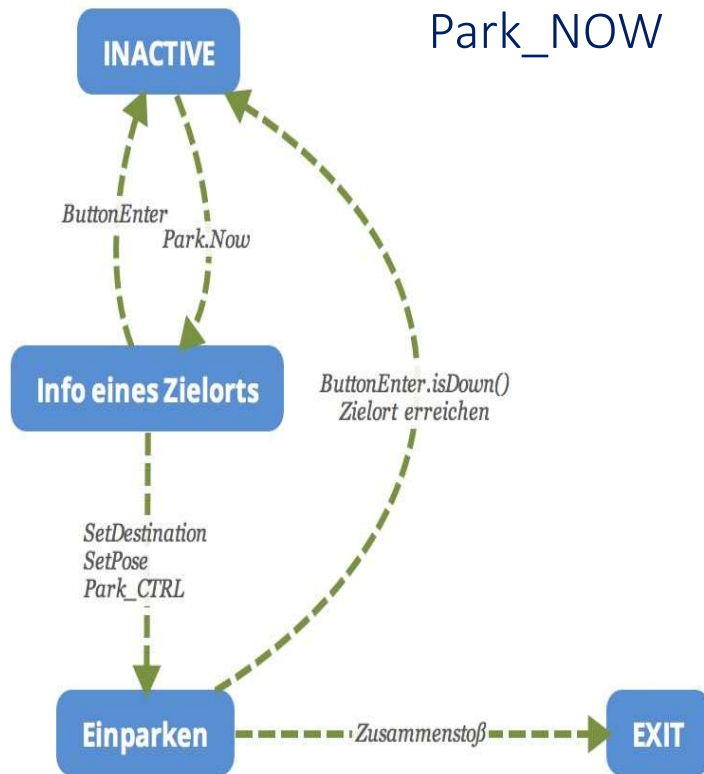 Park_NOW
INACTIVE
ButtonEnter
Park.Now
Info eines Zielorts
ButtonEnter.isDown()
Zielort erreichen
SetDestination
SetPose
Park_CTRL
Einparken
Zusammenstoß
EXIT